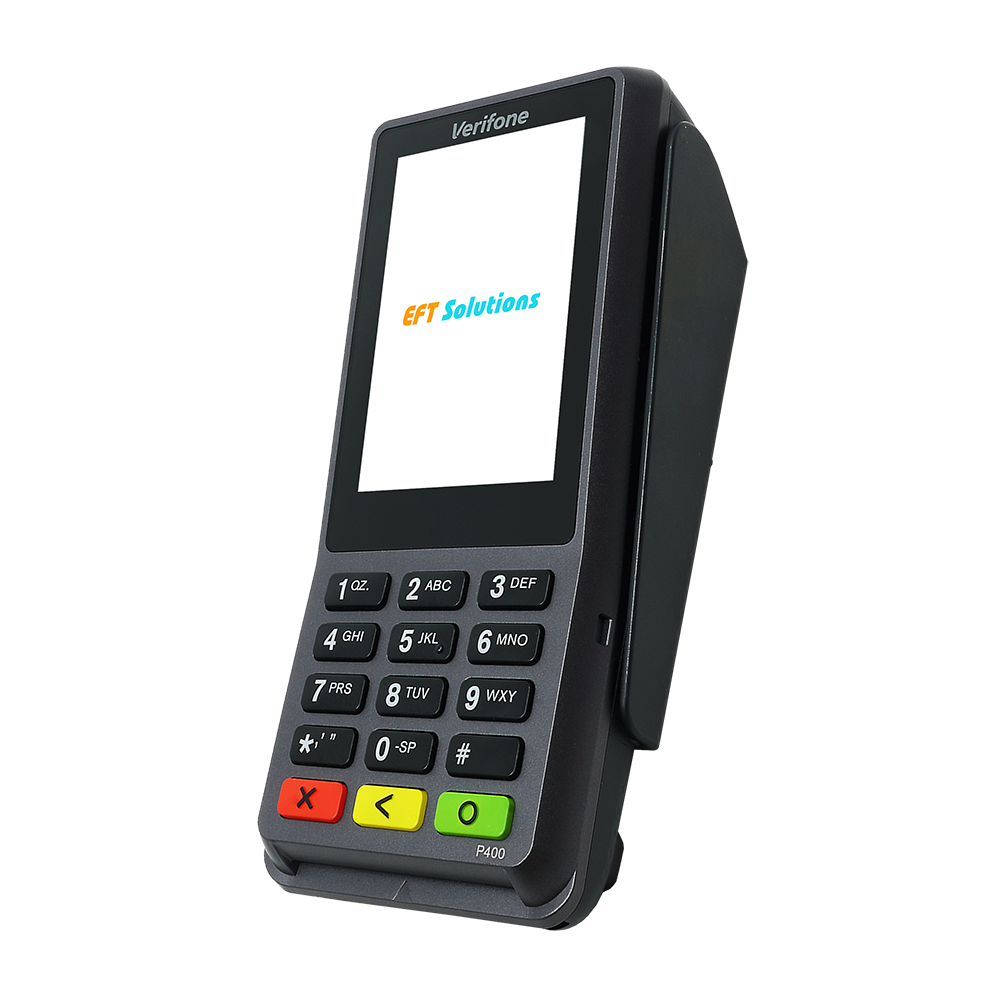 Verifone
EFT Solutions
1 QZ. 2 ABC 3 DEF
4 GHI 5 JKL 6 MNO
7 PRS 8 TUV 9 WXY
*,'" 0 -SP #
X < O
P400